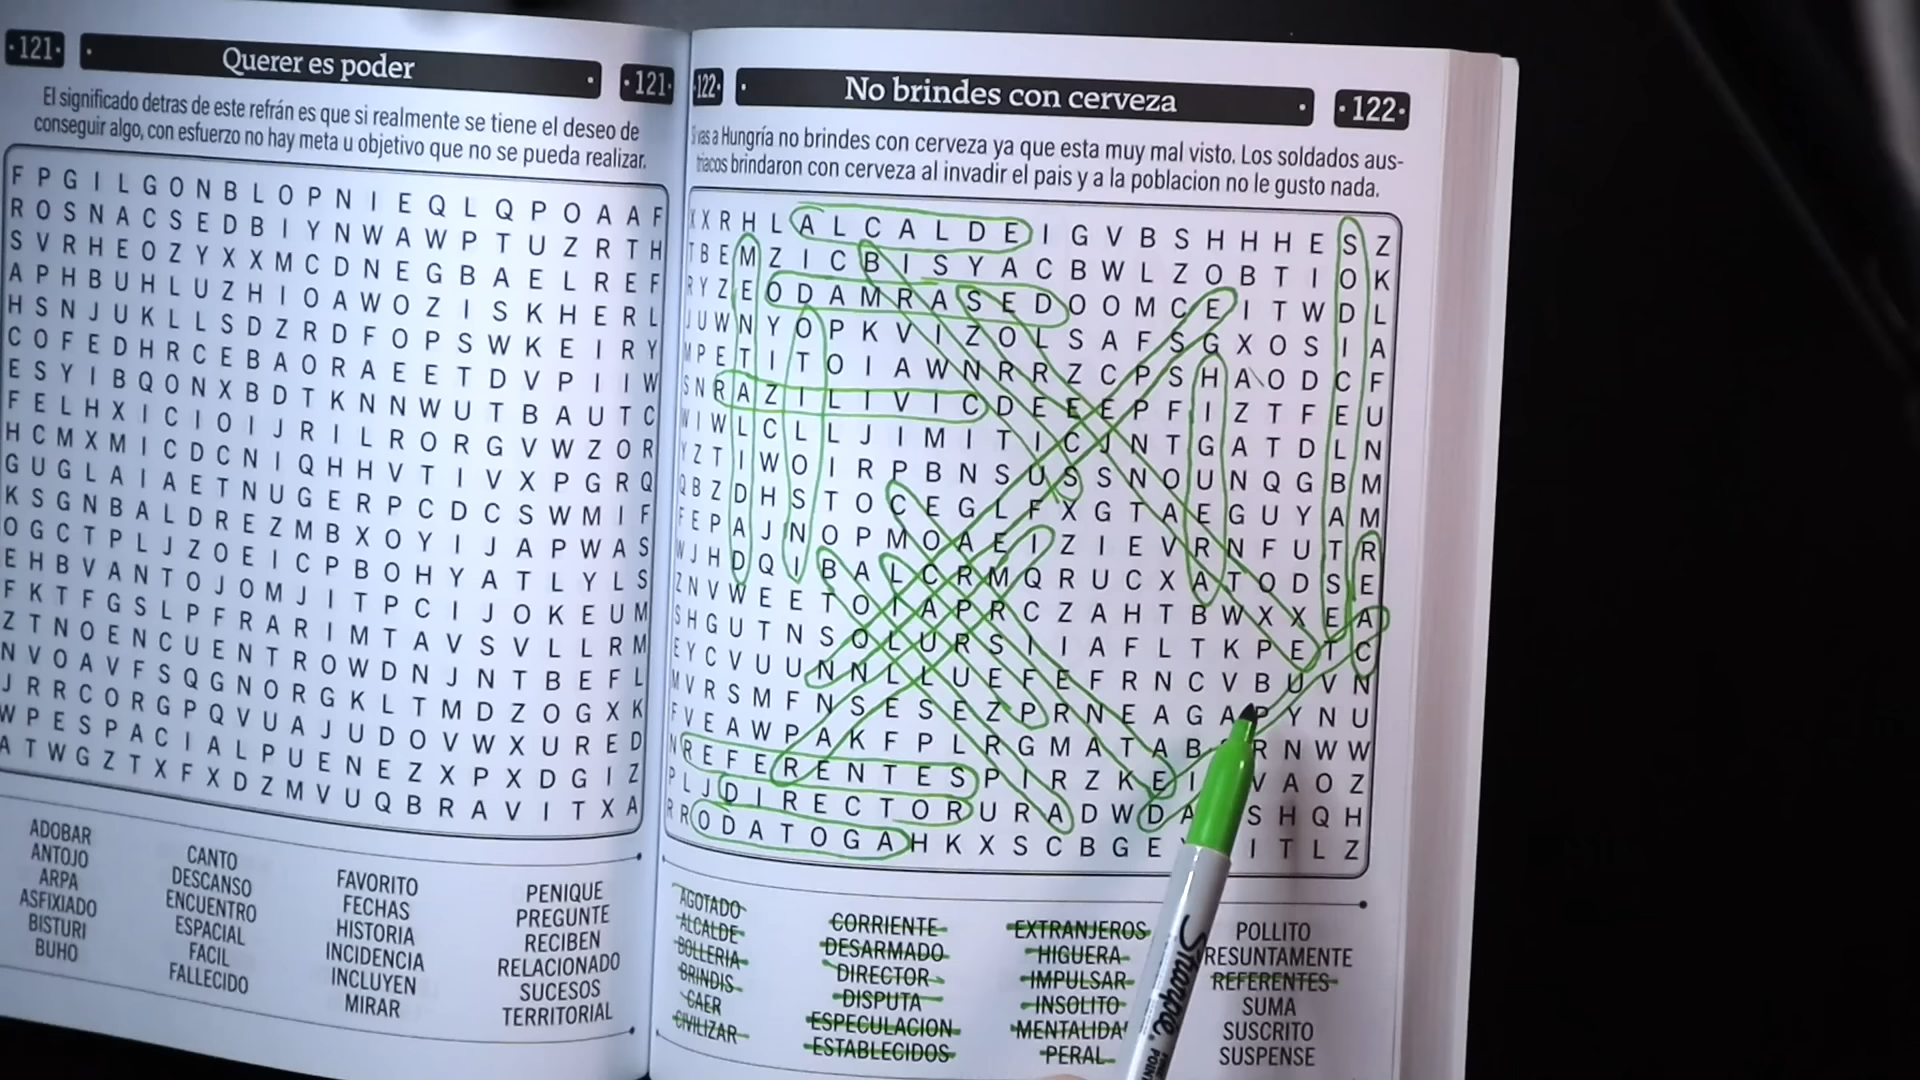 ·121·
Querer es poder
·121·
El significado detras de este refrán es que si realmente se tiene el deseo de
conseguir algo, con esfuerzo no hay meta u objetivo que no se pueda realizar.
F P G I L G O N B L O P N I E Q L Q P O A A F
R O S N A C S E D B I Y N W A W P T U Z R T H
S V R H E O Z Y X X M C D N E G B A E L R E F
A P H B U H L U Z H I O A W O Z I S K H E R L
H S N J U K L L S D Z R D F O P S W K E I R Y
C O F E D H R C E B A O R A E E T D V P I I W
E S Y I B Q O N X B D T K N N W U T B A U T C
F E L H X I C I O I J R I L R O R G V W Z O R
H C M X M I C D C N I Q H H V T I V X P G R Q
G U G L A I A E T N U G E R P C D C S W M I F
K S G N B A L D R E Z M B X O Y I J A P W A S
O G C T P L J Z O E I C P B O H Y A T L Y L S
E H B V A N T O J O M J I T P C I J O K E U M
F K T F G S L P F R A R I M T A V S V L L R M
Z T N O E N C U E N T R O W D N J N T B E F L
N V O A V F S Q G N O R G K L T M D Z O G X K
J R R C O R G P Q V U A J U D O V W X U R E D
W P E S P A C I A L P U E N E Z X P X D G I Z
A T W G Z T X F X D Z M V U Q B R A V I T X A
ADOBAR
ANTOJO
ARPA
ASFIXIADO
BISTURI
BUHO
CANTO
DESCANSO
ENCUENTRO
ESPACIAL
FACIL
FALLECIDO
FAVORITO
FECHAS
HISTORIA
INCIDENCIA
INCLUYEN
MIRAR
PENIQUE
PREGUNTE
RECIBEN
RELACIONADO
SUCESOS
TERRITORIAL
·122·
No brindes con cerveza
·122·
vas a Hungría no brindes con cerveza ya que esta muy mal visto. Los soldados aus-
triacos brindaron con cerveza al invadir el pais y a la poblacion no le gusto nada.
X X R H L A L C A L D E I G V B S H H H E S Z
T B E M Z I C B I S Y A C B W L Z O B T I O K
R Y Z E O D A M R A S E D O O M C E I T W D L
J U W N Y O P K V I Z O L S A F S G X O S I A
M P E T I T O I A W N R R Z C P S H A O D C F
S N R A Z I L I V I C D E E E P F I Z T F E U
W I W L C L L J I M I T I C J N T G A T D L N
Y Z T I W O I R P B N S U S S N O U N Q G B M
Q B Z D H S T O C E G L F X G T A E G U Y A M
F E P A J N O P M O A E I Z I E V R N F U T R
W J H D Q I B A L C R M Q R U C X A T O D S E
Z N V W E E T O I A P R C Z A H T B W X X E A
S H G U T N S O L U R S I I A F L T K P E T C
E Y C V U U N N L L U E F E F R N C V B U V N
M V R S M F N S E S E Z P R N E A G A P Y N U
F V E A W P A K F P L R G M A T A B R N W W
N R E F E R E N T E S P I R Z K E I V A O Z
P L J D I R E C T O R U R A D W D A S H Q H
R R O D A T O G A H K X S C B G E I T L Z
AGOTADO
ALCALDE
BOLLERIA
BRINDIS
CAER
CIVILIZAR
CORRIENTE
DESARMADO
DIRECTOR
DISPUTA
ESPECULACION
ESTABLECIDOS
EXTRANJEROS
HIGUERA
IMPULSAR
INSOLITO
MENTALIDA
PERAL
POLLITO
RESUNTAMENTE
REFERENTES
SUMA
SUSCRITO
SUSPENSE
Sharpie